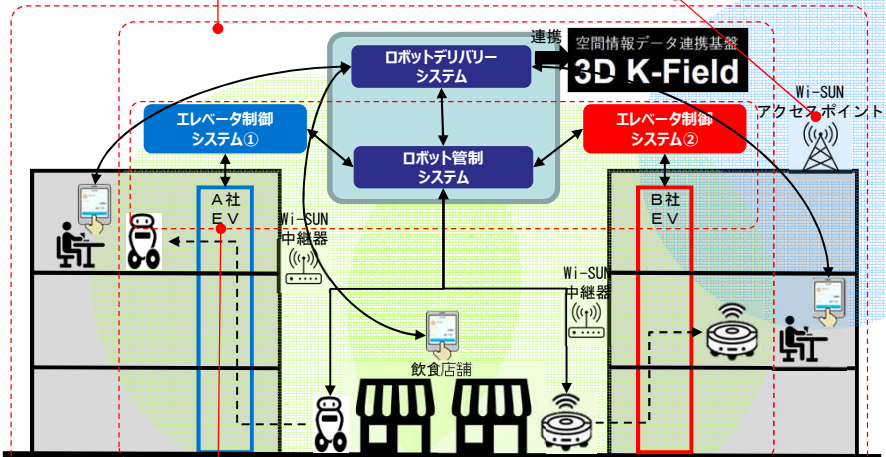 連携
空間情報データ連携基盤
3D K-Field
ロボットデリバリー
システム
Wi-SUN
アクセスポイント
エレベータ制御
システム①
エレベータ制御
システム②
ロボット管制
システム
A社
EV
B社
EV
Wi-SUN
中継器
Wi-SUN
中継器
飲食店舗